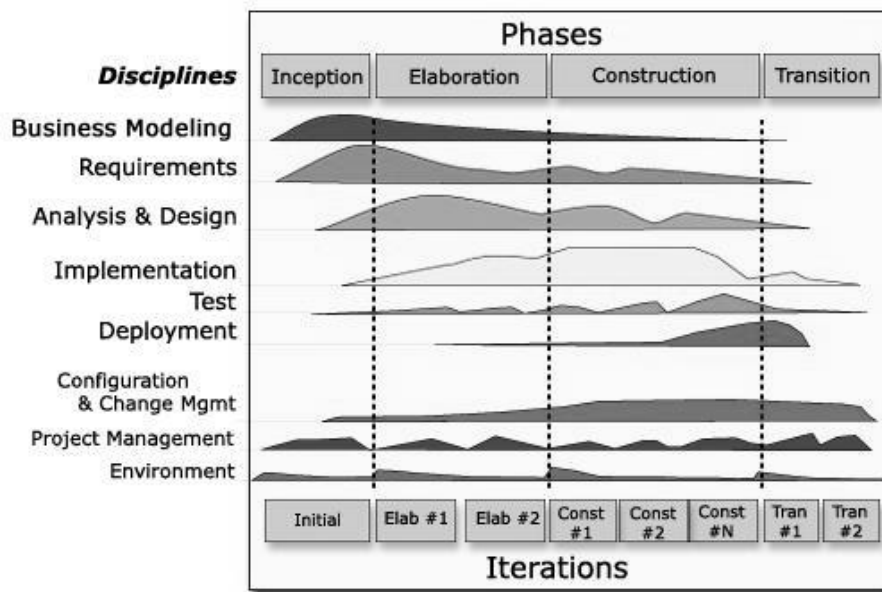 Phases
Disciplines
Inception
Elaboration
Construction
Transition
Business Modeling
Requirements
Analysis & Design
Implementation
Test
Deployment
Configuration
& Change Mgmt
Project Management
Environment
Initial
Elab #1
Elab #2
Const
#1
Const
#2
Const
#N
Tran
#1
Tran
#2
Iterations